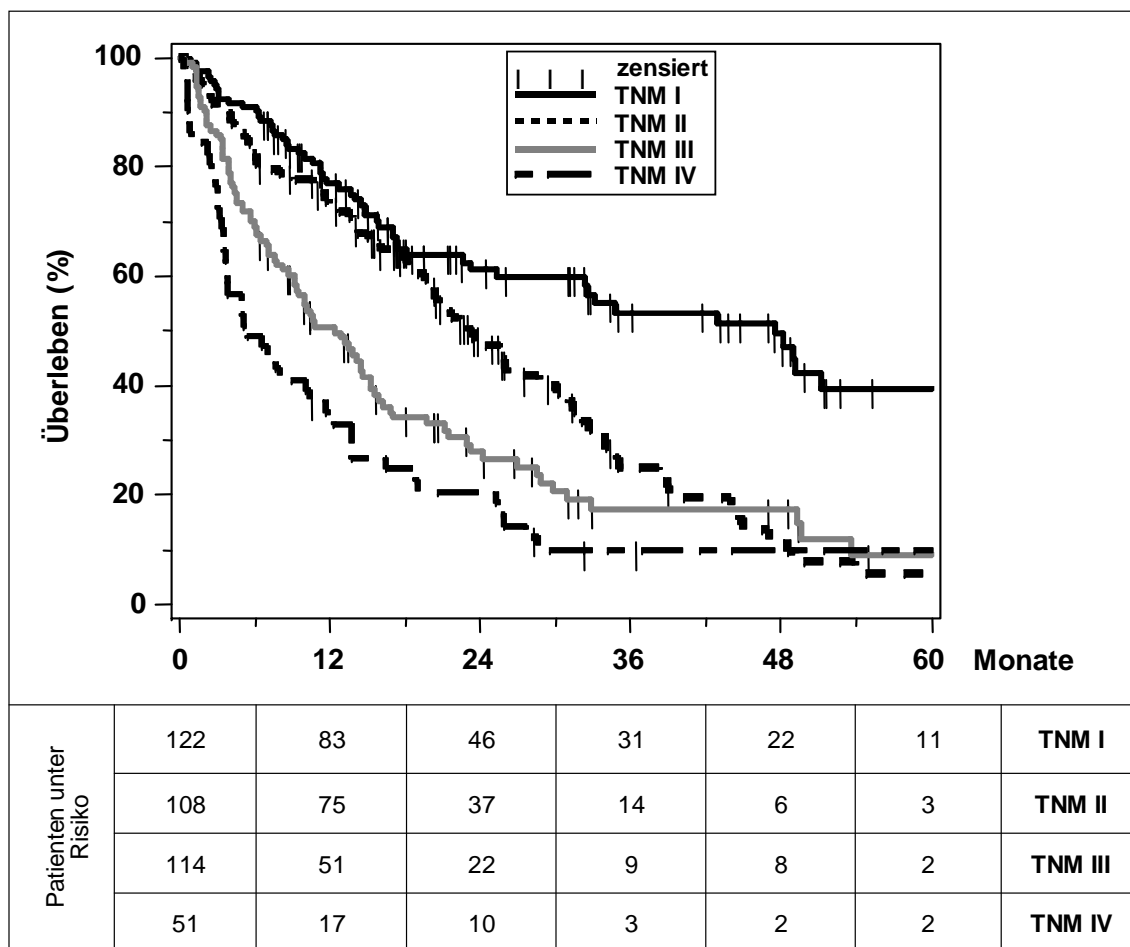 zensiert
TNM I
TNM II
TNM III
TNM IV
Überleben (%)
100
80
60
40
20
0
0 12 24 36 48 60 Monate
Patienten unter
Risiko
122 83 46 31 22 11 TNM I
108 75 37 14 6 3 TNM II
114 51 22 9 8 2 TNM III
51 17 10 3 2 2 TNM IV